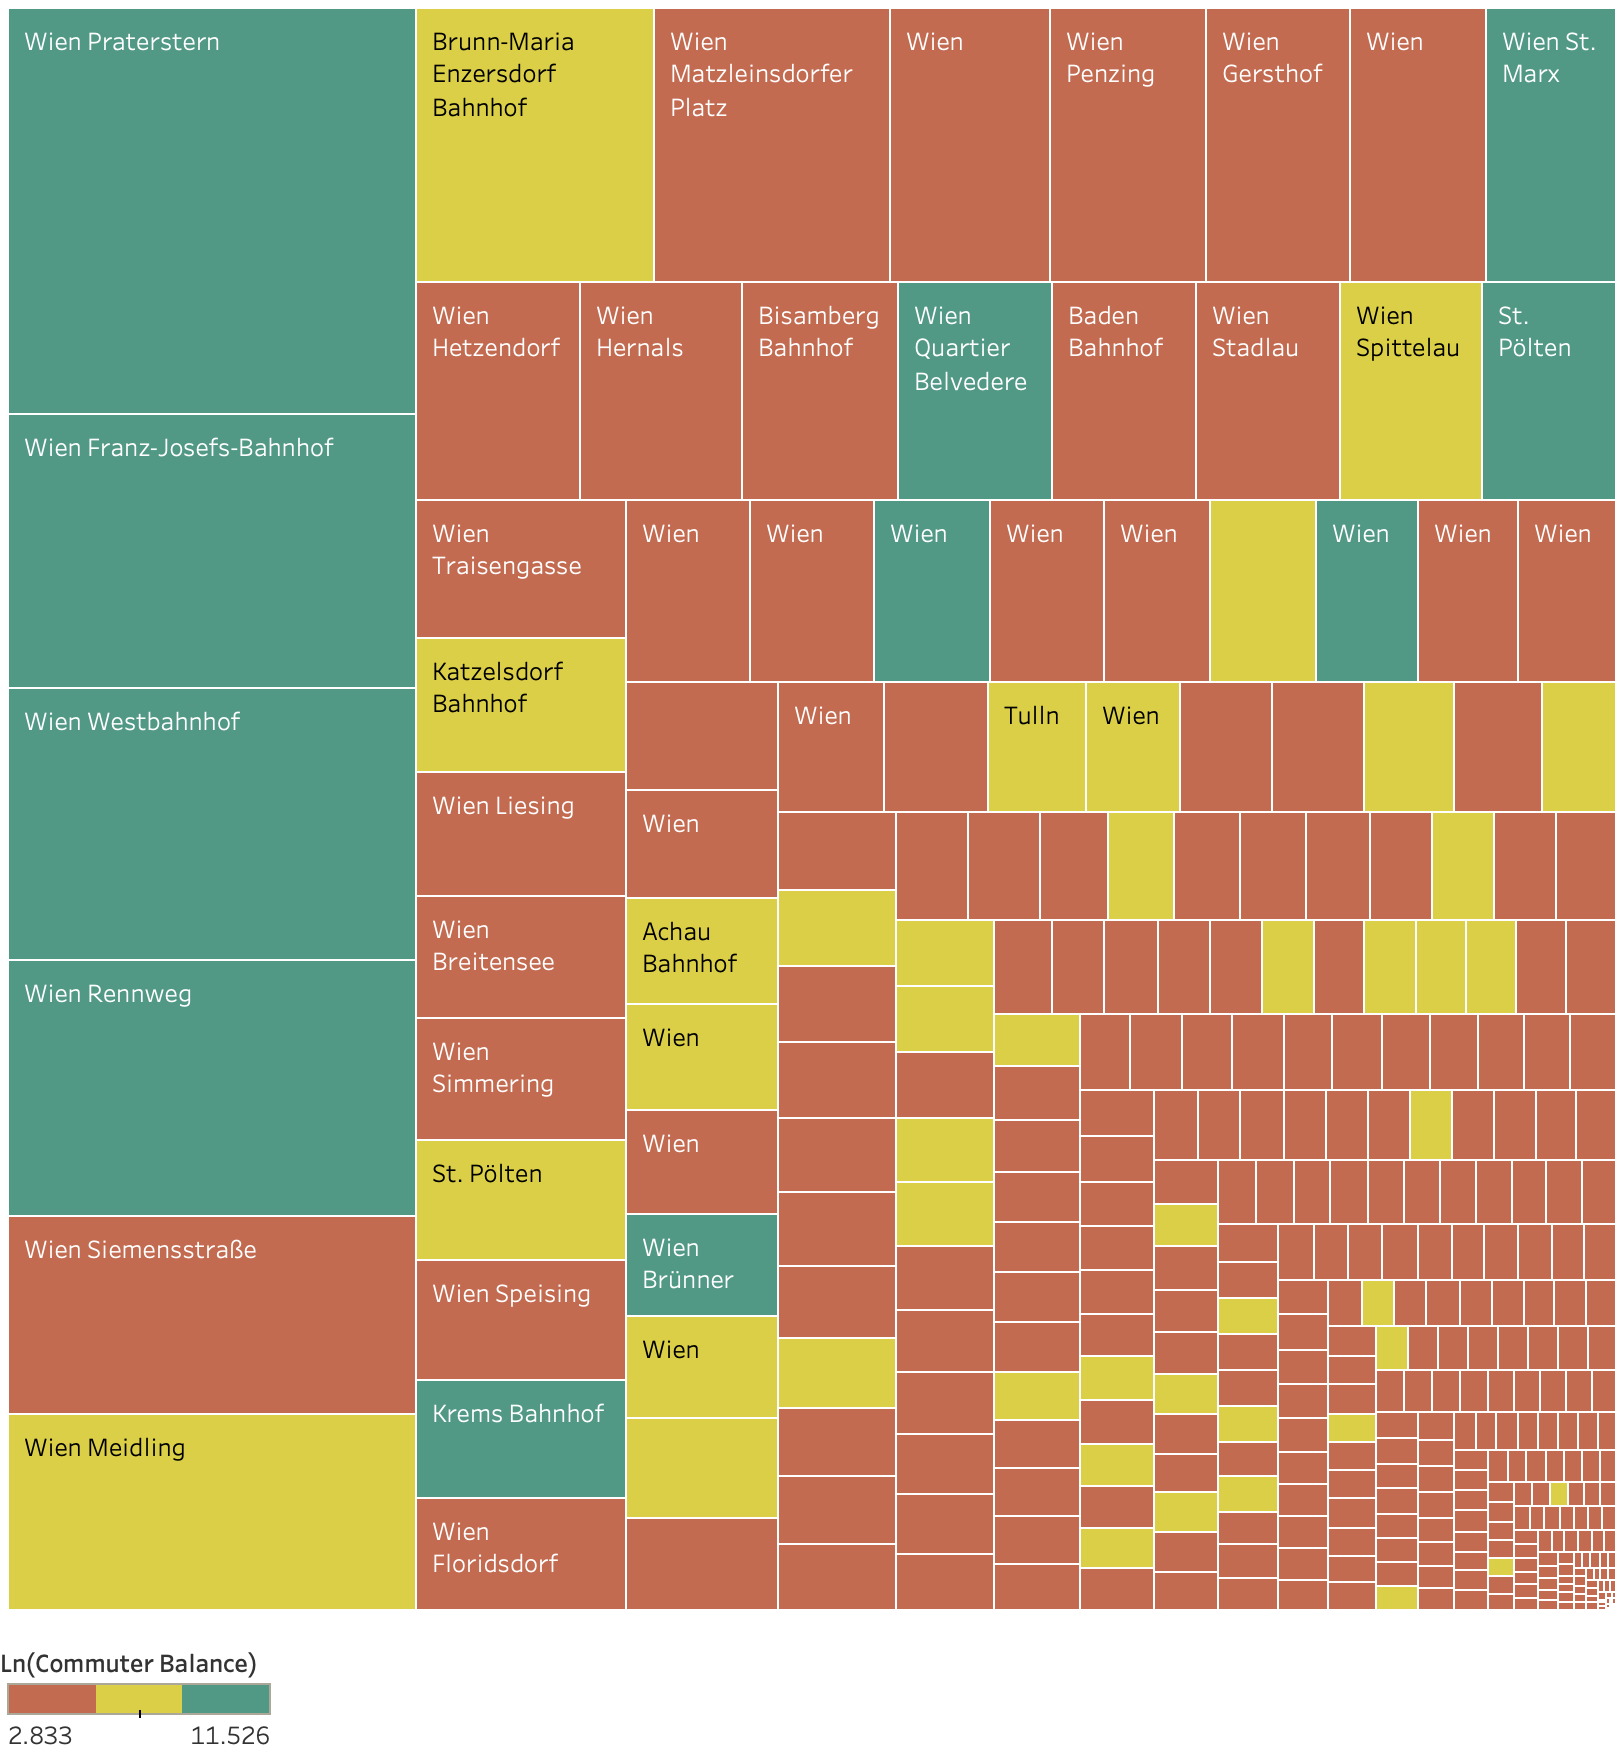 Wien Praterstern
Brunn-Maria
Enzersdorf
Bahnhof
Wien
Matzleinsdorfer
Platz
Wien
Wien
Penzing
Wien
Gersthof
Wien
Wien St.
Marx
Wien
Hetzendorf
Wien
Hernals
Bisamberg
Bahnhof
Wien
Quartier
Belvedere
Baden
Bahnhof
Wien
Stadlau
Wien
Spittelau
St.
Pölten
Wien Franz-Josefs-Bahnhof
Wien
Traisengasse
Wien
Wien
Wien
Wien
Wien
Wien
Wien
Wien
Katzelsdorf
Bahnhof
Wien
Tulln
Wien
Wien Westbahnhof
Wien Liesing
Wien
Wien
Breitensee
Achau
Bahnhof
Wien Rennweg
Wien
Simmering
Wien
St. Pölten
Wien
Wien Siemensstraße
Wien Speising
Wien
Brünner
Wien
Wien Meidling
Krems Bahnhof
Wien
Floridsdorf
Ln(Commuter Balance)
2.833
11.526